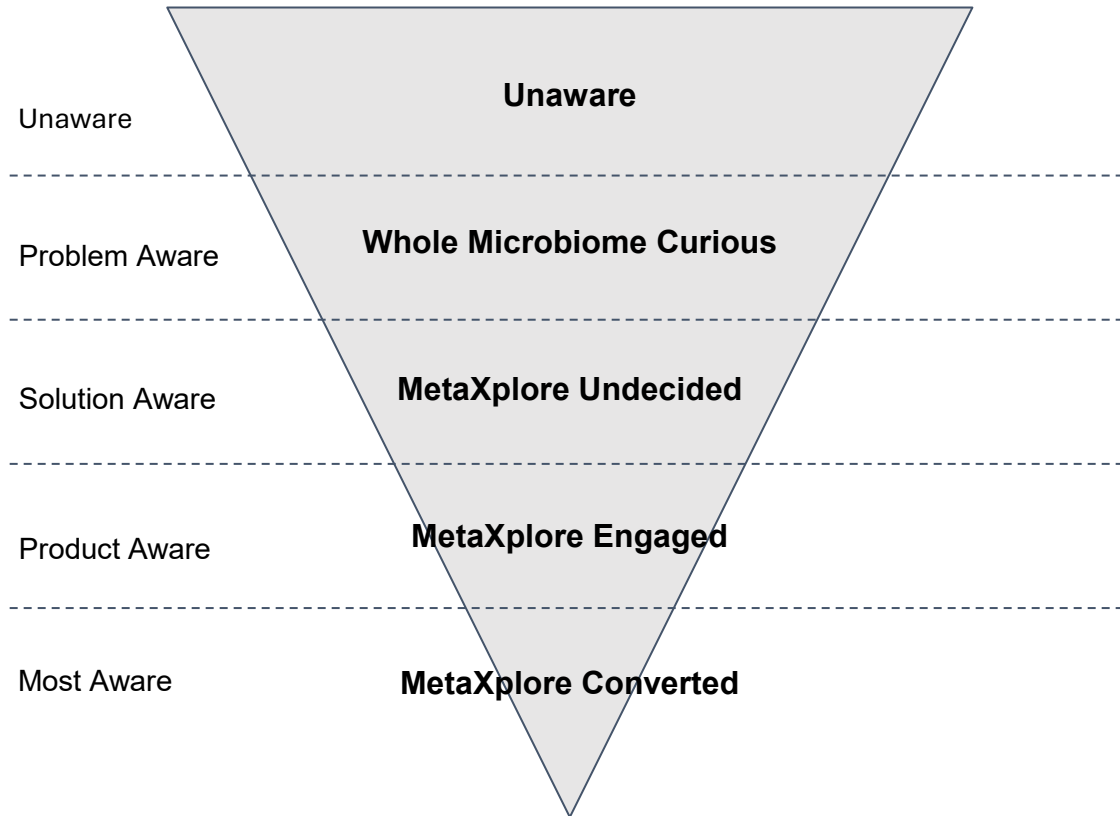 Unaware
Unaware
Problem Aware
Whole Microbiome Curious
Solution Aware
MetaXplore Undecided
Product Aware
MetaXplore Engaged
Most Aware
MetaXplore Converted